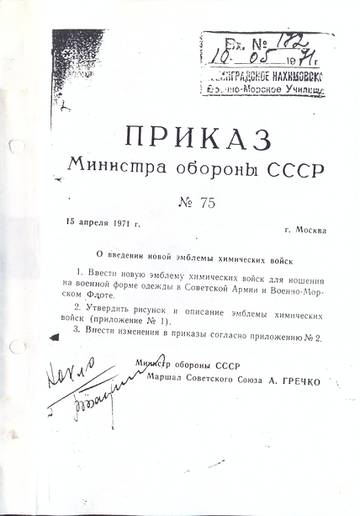 Вх. № 172
10. 05 1971 г.
ЛЕНИНГРАДСКОЕ НАХИМОВСКОЕ
Военно-Морское Училище
ПРИКАЗ
Министра обороны СССР
№ 75
15 апреля 1971 г. г. Москва
О введении новой эмблемы химических войск
1. Ввести новую эмблему химических войск для ношения
на военной форме одежды в Советской Армии и Военно-Мор-
ском Флоте.
2. Утвердить рисунок и описание эмблемы химических
войск (приложение № 1).
3. Внести изменения в приказы согласно приложению № 2.
Министр обороны СССР
Маршал Советского Союза А. ГРЕЧКО